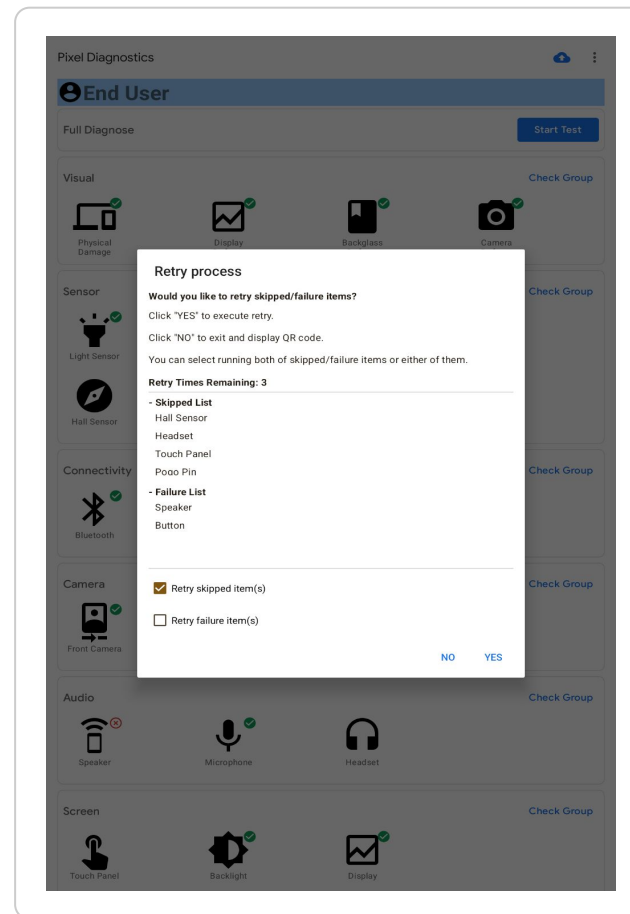 Pixel Diagnostics
End User
Full Diagnose
Start Test
Visual
Check Group
Physical
Damage
Display
Backglass
Camera
Retry process
Would you like to retry skipped/failure items?
Click "YES" to execute retry.
Click "NO" to exit and display QR code.
You can select running both of skipped/failure items or either of them.
Retry Times Remaining: 3
- Skipped List
Hall Sensor
Headset
Touch Panel
Pogo Pin
- Failure List
Speaker
Button
Retry skipped item(s)
Retry failure item(s)
NO YES
Sensor
Check Group
Light Sensor
Hall Sensor
Connectivity
Check Group
Bluetooth
Camera
Check Group
Front Camera
Audio
Check Group
Speaker
Microphone
Headset
Screen
Check Group
Touch Panel
Backlight
Display